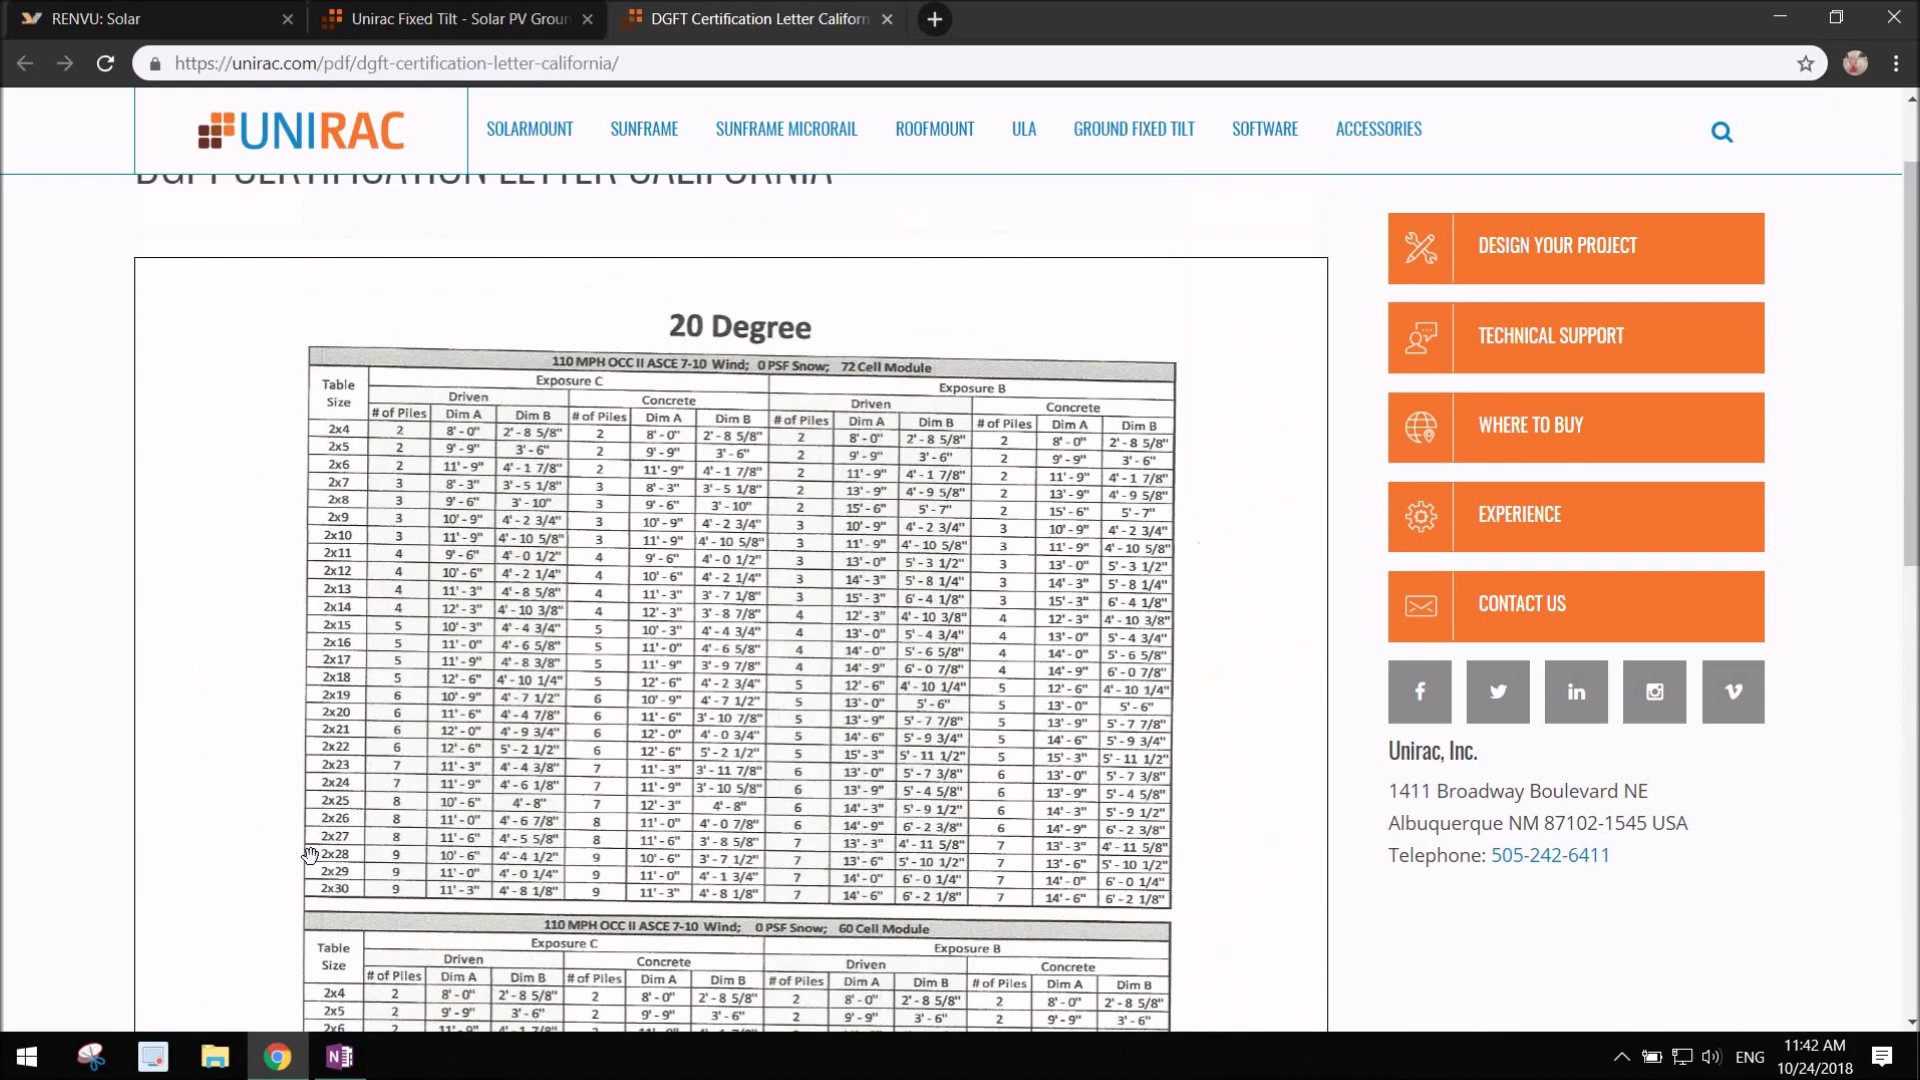 RENVU: Solar
Unirac Fixed Tilt - Solar PV Groun
DGFT Certification Letter Californ
https://unirac.com/pdf/dgft-certification-letter-california/
UNIRAC
SOLARMOUNT SUNFRAME SUNFRAME MICRORAIL ROOFMOUNT ULA GROUND FIXED TILT SOFTWARE ACCESSORIES
DGFT CERTIFICATION LETTER CALIFORNIA
20 Degree
110 MPH OCC II ASCE 7-10 Wind; 0 PSF Snow; 72 Cell Module
Table Size Exposure C Exposure B
Driven Concrete Driven Concrete
# of Piles Dim A Dim B # of Piles Dim A Dim B # of Piles Dim A Dim B # of Piles Dim A Dim B
2x4 2 8' - 0" 2' - 8 5/8" 2 8' - 0" 2' - 8 5/8" 2 8' - 0" 2' - 8 5/8" 2 8' - 0" 2' - 8 5/8"
2x5 2 9' - 9" 3' - 6" 2 9' - 9" 3' - 6" 2 9' - 9" 3' - 6" 2 9' - 9" 3' - 6"
2x6 2 11' - 9" 4' - 1 7/8" 2 11' - 9" 4' - 1 7/8" 2 11' - 9" 4' - 1 7/8" 2 11' - 9" 4' - 1 7/8"
2x7 3 8' - 3" 3' - 5 1/8" 3 8' - 3" 3' - 5 1/8" 2 13' - 9" 4' - 9 5/8" 2 13' - 9" 4' - 9 5/8"
2x8 3 9' - 6" 3' - 10" 3 9' - 6" 3' - 10" 2 15' - 6" 5' - 7" 2 15' - 6" 5' - 7"
2x9 3 10' - 9" 4' - 2 3/4" 3 10' - 9" 4' - 2 3/4" 3 10' - 9" 4' - 2 3/4" 3 10' - 9" 4' - 2 3/4"
2x10 3 11' - 9" 4' - 10 5/8" 3 11' - 9" 4' - 10 5/8" 3 11' - 9" 4' - 10 5/8" 3 11' - 9" 4' - 10 5/8"
2x11 4 9' - 6" 4' - 0 1/2" 4 9' - 6" 4' - 0 1/2" 3 13' - 0" 5' - 3 1/2" 3 13' - 0" 5' - 3 1/2"
2x12 4 10' - 6" 4' - 2 1/4" 4 10' - 6" 4' - 2 1/4" 3 14' - 3" 5' - 8 1/4" 3 14' - 3" 5' - 8 1/4"
2x13 4 11' - 3" 4' - 8 5/8" 4 11' - 3" 3' - 7 1/8" 3 15' - 3" 6' - 4 1/8" 3 15' - 3" 6' - 4 1/8"
2x14 4 12' - 3" 4' - 10 3/8" 4 12' - 3" 3' - 8 7/8" 4 12' - 3" 4' - 10 3/8" 4 12' - 3" 4' - 10 3/8"
2x15 5 10' - 3" 4' - 4 3/4" 5 10' - 3" 4' - 4 3/4" 4 13' - 0" 5' - 4 3/4" 4 13' - 0" 5' - 4 3/4"
2x16 5 11' - 0" 4' - 6 5/8" 5 11' - 0" 4' - 6 5/8" 4 14' - 0" 5' - 6 5/8" 4 14' - 0" 5' - 6 5/8"
2x17 5 11' - 9" 4' - 8 3/8" 5 11' - 9" 3' - 9 7/8" 4 14' - 9" 6' - 0 7/8" 4 14' - 9" 6' - 0 7/8"
2x18 5 12' - 6" 4' - 10 1/4" 5 12' - 6" 4' - 2 3/4" 5 12' - 6" 4' - 10 1/4" 5 12' - 6" 4' - 10 1/4"
2x19 6 10' - 9" 4' - 7 1/2" 6 10' - 9" 4' - 7 1/2" 5 13' - 0" 5' - 6" 5 13' - 0" 5' - 6"
2x20 6 11' - 6" 4' - 4 7/8" 6 11' - 6" 3' - 10 7/8" 5 13' - 9" 5' - 7 7/8" 5 13' - 9" 5' - 7 7/8"
2x21 6 12' - 0" 4' - 9 3/4" 6 12' - 0" 4' - 0 3/4" 5 14' - 6" 5' - 9 3/4" 5 14' - 6" 5' - 9 3/4"
2x22 6 12' - 6" 5' - 2 1/2" 6 12' - 6" 5' - 2 1/2" 5 15' - 3" 5' - 11 1/2" 5 15' - 3" 5' - 11 1/2"
2x23 7 11' - 3" 4' - 4 3/8" 7 11' - 3" 3' - 11 7/8" 6 13' - 0" 5' - 7 3/8" 6 13' - 0" 5' - 7 3/8"
2x24 7 11' - 9" 4' - 6 1/8" 7 11' - 9" 3' - 10 5/8" 6 13' - 9" 5' - 4 5/8" 6 13' - 9" 5' - 4 5/8"
2x25 8 10' - 6" 4' - 8" 7 12' - 3" 4' - 8" 6 14' - 3" 5' - 9 1/2" 6 14' - 3" 5' - 9 1/2"
2x26 8 11' - 0" 4' - 6 7/8" 8 11' - 0" 4' - 0 7/8" 6 14' - 9" 6' - 2 3/8" 6 14' - 9" 6' - 2 3/8"
2x27 8 11' - 6" 4' - 5 5/8" 8 11' - 6" 3' - 8 5/8" 7 13' - 3" 4' - 11 5/8" 7 13' - 3" 4' - 11 5/8"
2x28 9 10' - 6" 4' - 4 1/2" 9 10' - 6" 3' - 7 1/2" 7 13' - 6" 5' - 10 1/2" 7 13' - 6" 5' - 10 1/2"
2x29 9 11' - 0" 4' - 0 1/4" 9 11' - 0" 4' - 1 3/4" 7 14' - 0" 6' - 0 1/4" 7 14' - 0" 6' - 0 1/4"
2x30 9 11' - 3" 4' - 8 1/8" 9 11' - 3" 4' - 8 1/8" 7 14' - 6" 6' - 2 1/8" 7 14' - 6" 6' - 2 1/8"
110 MPH OCC II ASCE 7-10 Wind; 0 PSF Snow; 60 Cell Module
Table Size Exposure C Exposure B
Driven Concrete Driven Concrete
# of Piles Dim A Dim B # of Piles Dim A Dim B # of Piles Dim A Dim B # of Piles Dim A Dim B
2x4 2 8' - 0" 2' - 8 5/8" 2 8' - 0" 2' - 8 5/8" 2 8' - 0" 2' - 8 5/8" 2 8' - 0" 2' - 8 5/8"
2x5 2 9' - 9" 3' - 6" 2 9' - 9" 3' - 6" 2 9' - 9" 3' - 6" 2 9' - 9" 3' - 6"
2x6 2 11' - 9"
DESIGN YOUR PROJECT
TECHNICAL SUPPORT
WHERE TO BUY
EXPERIENCE
CONTACT US
Unirac, Inc.
1411 Broadway Boulevard NE
Albuquerque NM 87102-1545 USA
Telephone: 505-242-6411
ENG
11:42 AM
10/24/2018